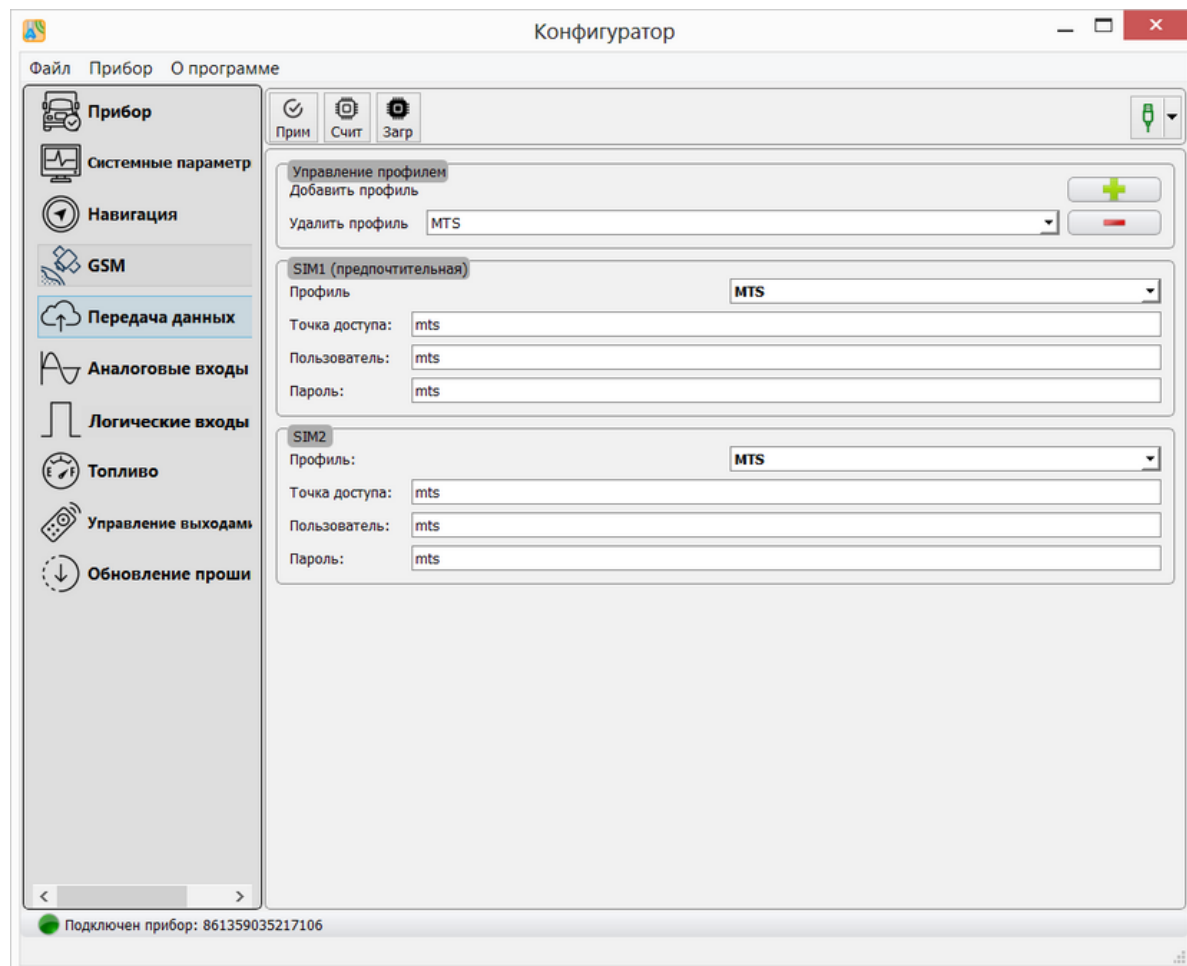 Конфигуратор
Файл Прибор О программе
Прибор
Системные параметр
Навигация
GSM
Передача данных
Аналоговые входы
Логические входы
Топливо
Управление выходами
Обновление проши
Прим Счит Загр
Управление профилем
Добавить профиль
Удалить профиль MTS
SIM1 (предпочтительная)
Профиль MTS
Точка доступа: mts
Пользователь: mts
Пароль: mts
SIM2
Профиль: MTS
Точка доступа: mts
Пользователь: mts
Пароль: mts
Подключен прибор: 861359035217106